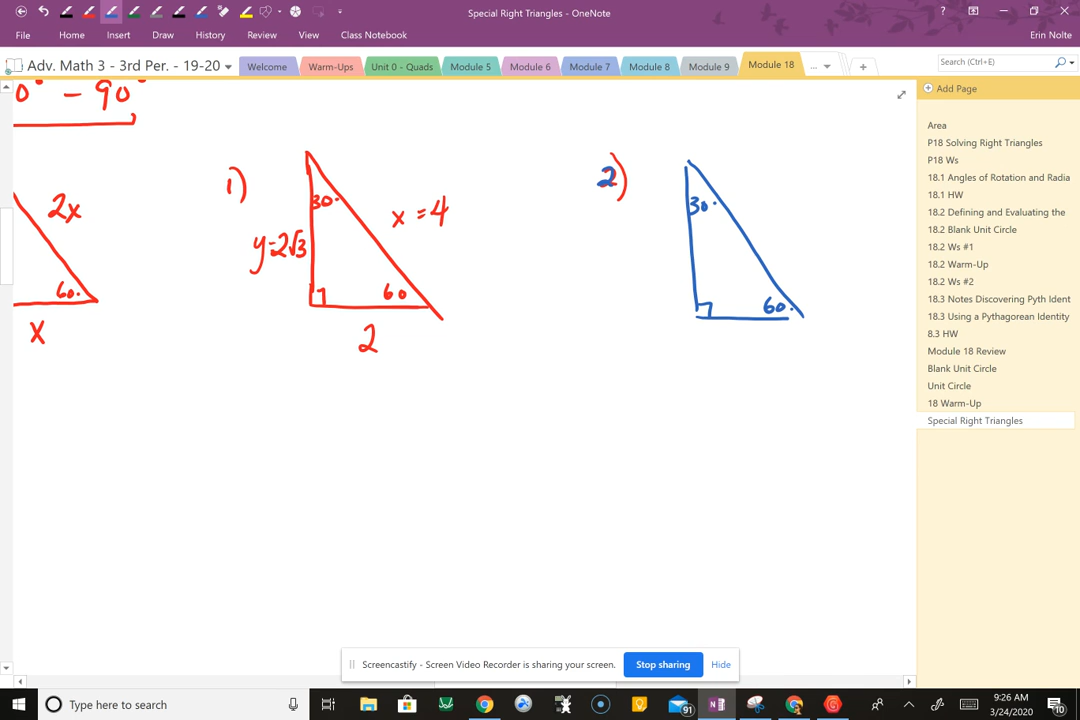 Special Right Triangles - OneNote
File Home Insert Draw History Review View Class Notebook Erin Nolte
Adv. Math 3 - 3rd Per. - 19-20 Welcome Warm-Ups Unit 0 - Quads Module 5 Module 6 Module 7 Module 8 Module 9 Module 18 ... Search (Ctrl+E)
Add Page
Area
P18 Solving Right Triangles
P18 Ws
18.1 Angles of Rotation and Radia
18.1 HW
18.2 Defining and Evaluating the
18.2 Blank Unit Circle
18.2 Ws #1
18.2 Warm-Up
18.2 Ws #2
18.3 Notes Discovering Pyth Ident
18.3 Using a Pythagorean Identity
8.3 HW
Module 18 Review
Blank Unit Circle
Unit Circle
18 Warm-Up
Special Right Triangles
0° - 90°
2x
60°
x
1)
30°
x = 4
y=2√3
60
2
2)
30°
60°
Screencastify - Screen Video Recorder is sharing your screen. Stop sharing Hide
Type here to search
91
9:26 AM
3/24/2020
10